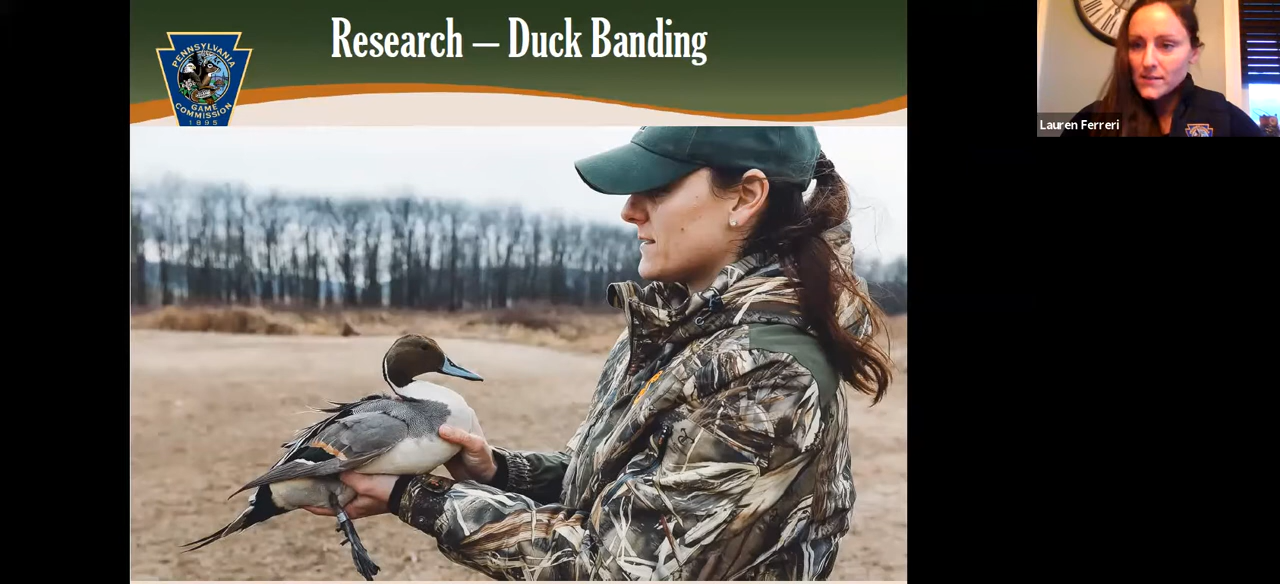 Research – Duck Banding
PENNSYLVANIA
GAME
COMMISSION
1895
Lauren Ferreri